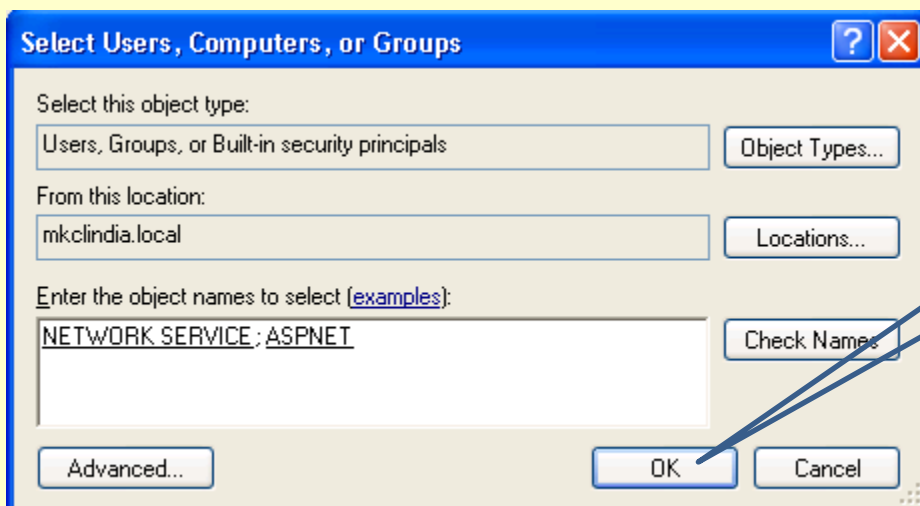 Select Users, Computers, or Groups
Select this object type:
Users, Groups, or Built-in security principals
Object Types...
From this location:
mkclindia.local
Locations...
Enter the object names to select (examples):
NETWORK SERVICE ; ASPNET
Check Names
Advanced...
OK
Cancel